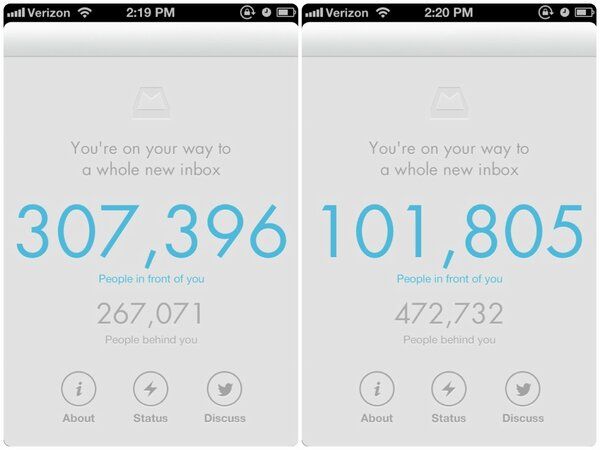 Verizon 2:19 PM
You're on your way to
a whole new inbox
307,396
People in front of you
267,071
People behind you
About Status Discuss
Verizon 2:20 PM
You're on your way to
a whole new inbox
101,805
People in front of you
472,732
People behind you
About Status Discuss